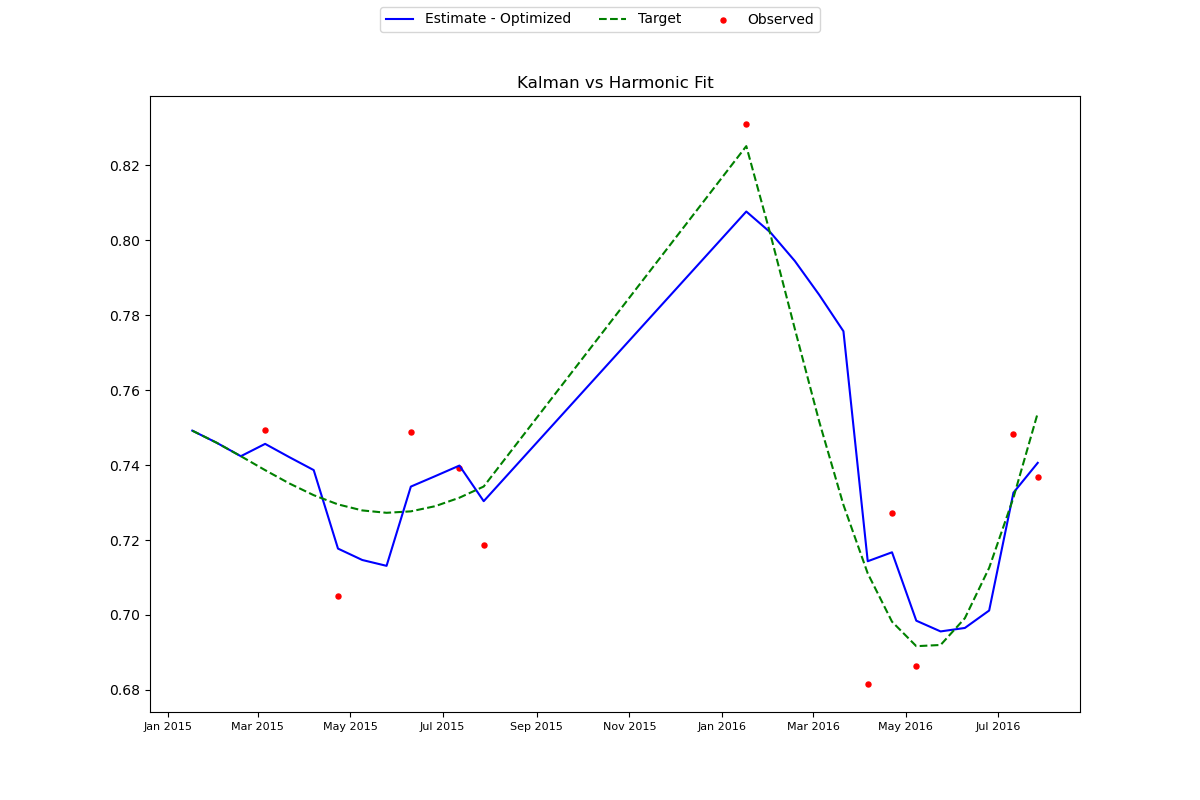 Estimate - Optimized Target Observed
Kalman vs Harmonic Fit
0.82
0.80
0.78
0.76
0.74
0.72
0.70
0.68
Jan 2015 Mar 2015 May 2015 Jul 2015 Sep 2015 Nov 2015 Jan 2016 Mar 2016 May 2016 Jul 2016